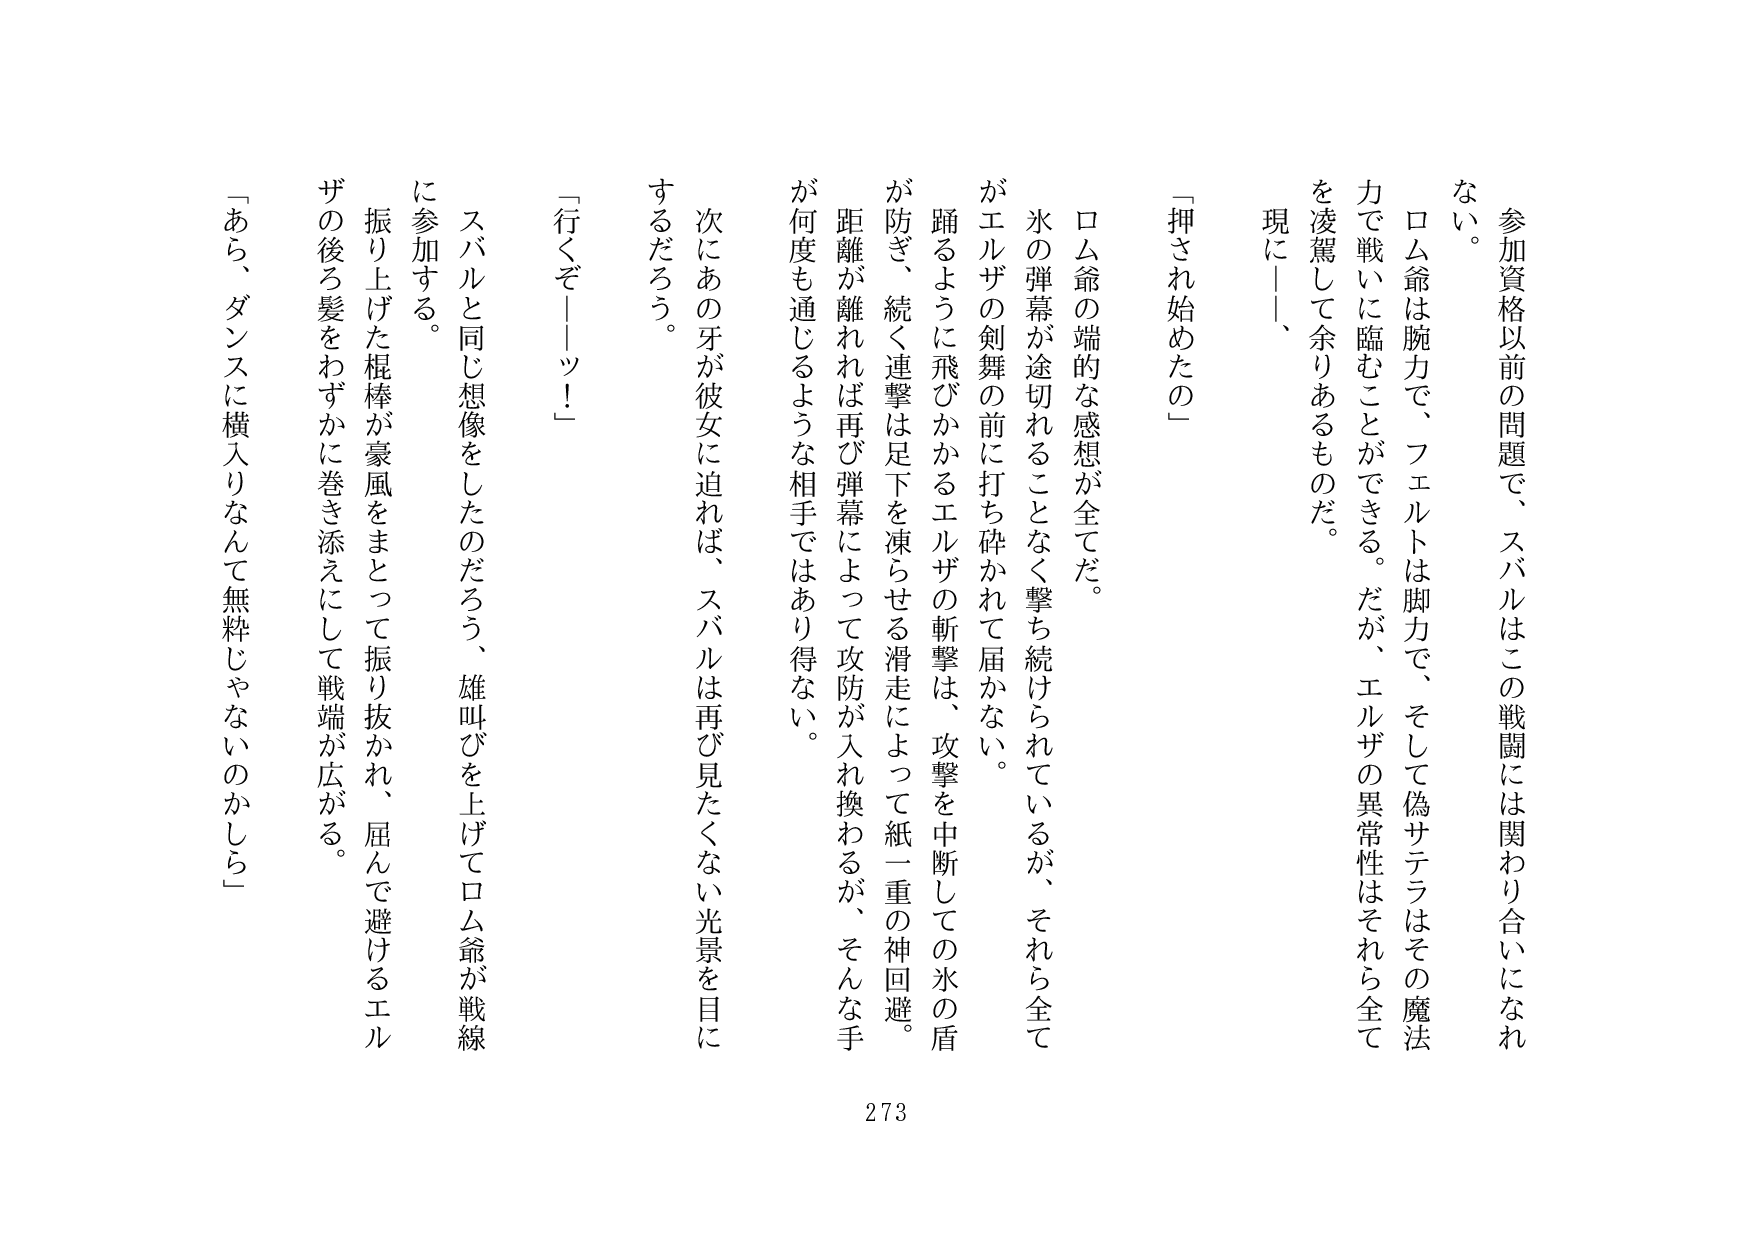 参加資格以前の問題で、スバルはこの戦闘には関わり合いになれ
ない。
　ロム爺は腕力で、フェルトは脚力で、そして偽サテラはその魔法
力で戦いに臨むことができる。だが、エルザの異常性はそれら全て
を凌駕して余りあるものだ。
　現に――、
「押され始めたの」
　ロム爺の端的な感想が全てだ。
　氷の弾幕が途切れることなく撃ち続けられているが、それら全て
がエルザの剣舞の前に打ち砕かれて届かない。
　踊るように飛びかかるエルザの斬撃は、攻撃を中断しての氷の盾
が防ぎ、続く連撃は足下を凍らせる滑走によって紙一重の神回避。
　距離が離れれば再び弾幕によって攻防が入れ換わるが、そんな手
が何度も通じるような相手ではあり得ない。
　次にあの牙が彼女に迫れば、スバルは再び見たくない光景を目に
するだろう。
「行くぞ――ッ！」
　スバルと同じ想像をしたのだろう、雄叫びを上げてロム爺が戦線
に参加する。
　振り上げた棍棒が豪風をまとって振り抜かれ、屈んで避けるエル
ザの後ろ髪をわずかに巻き添えにして戦端が広がる。
「あら、ダンスに横入りなんて無粋じゃないのかしら」
273